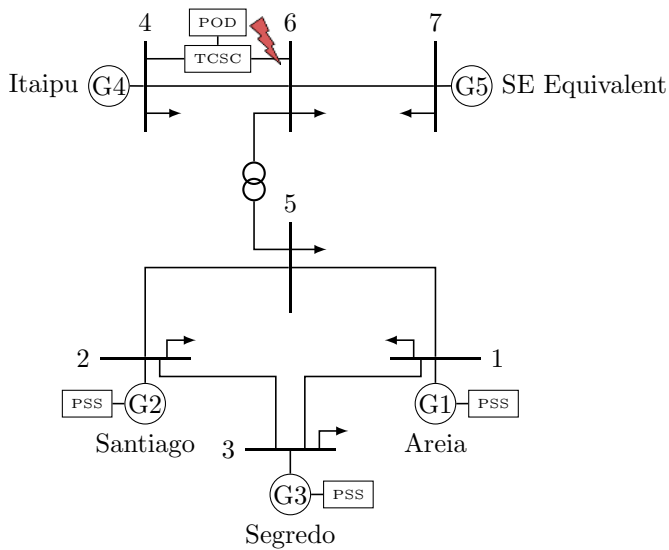 POD
4
6
7
TCSC
Itaipu
G4
G5
SE Equivalent
5
2
1
PSS
G2
G1
PSS
Santiago
3
Areia
G3
PSS
Segredo